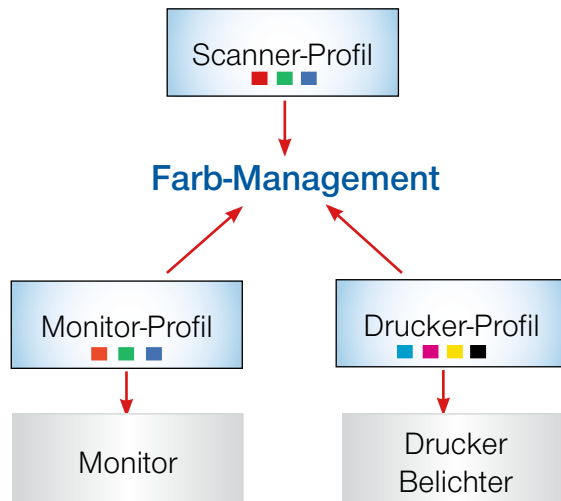 Scanner-Profil
Farb-Management
Monitor-Profil
Drucker-Profil
Monitor
Drucker
Belichter